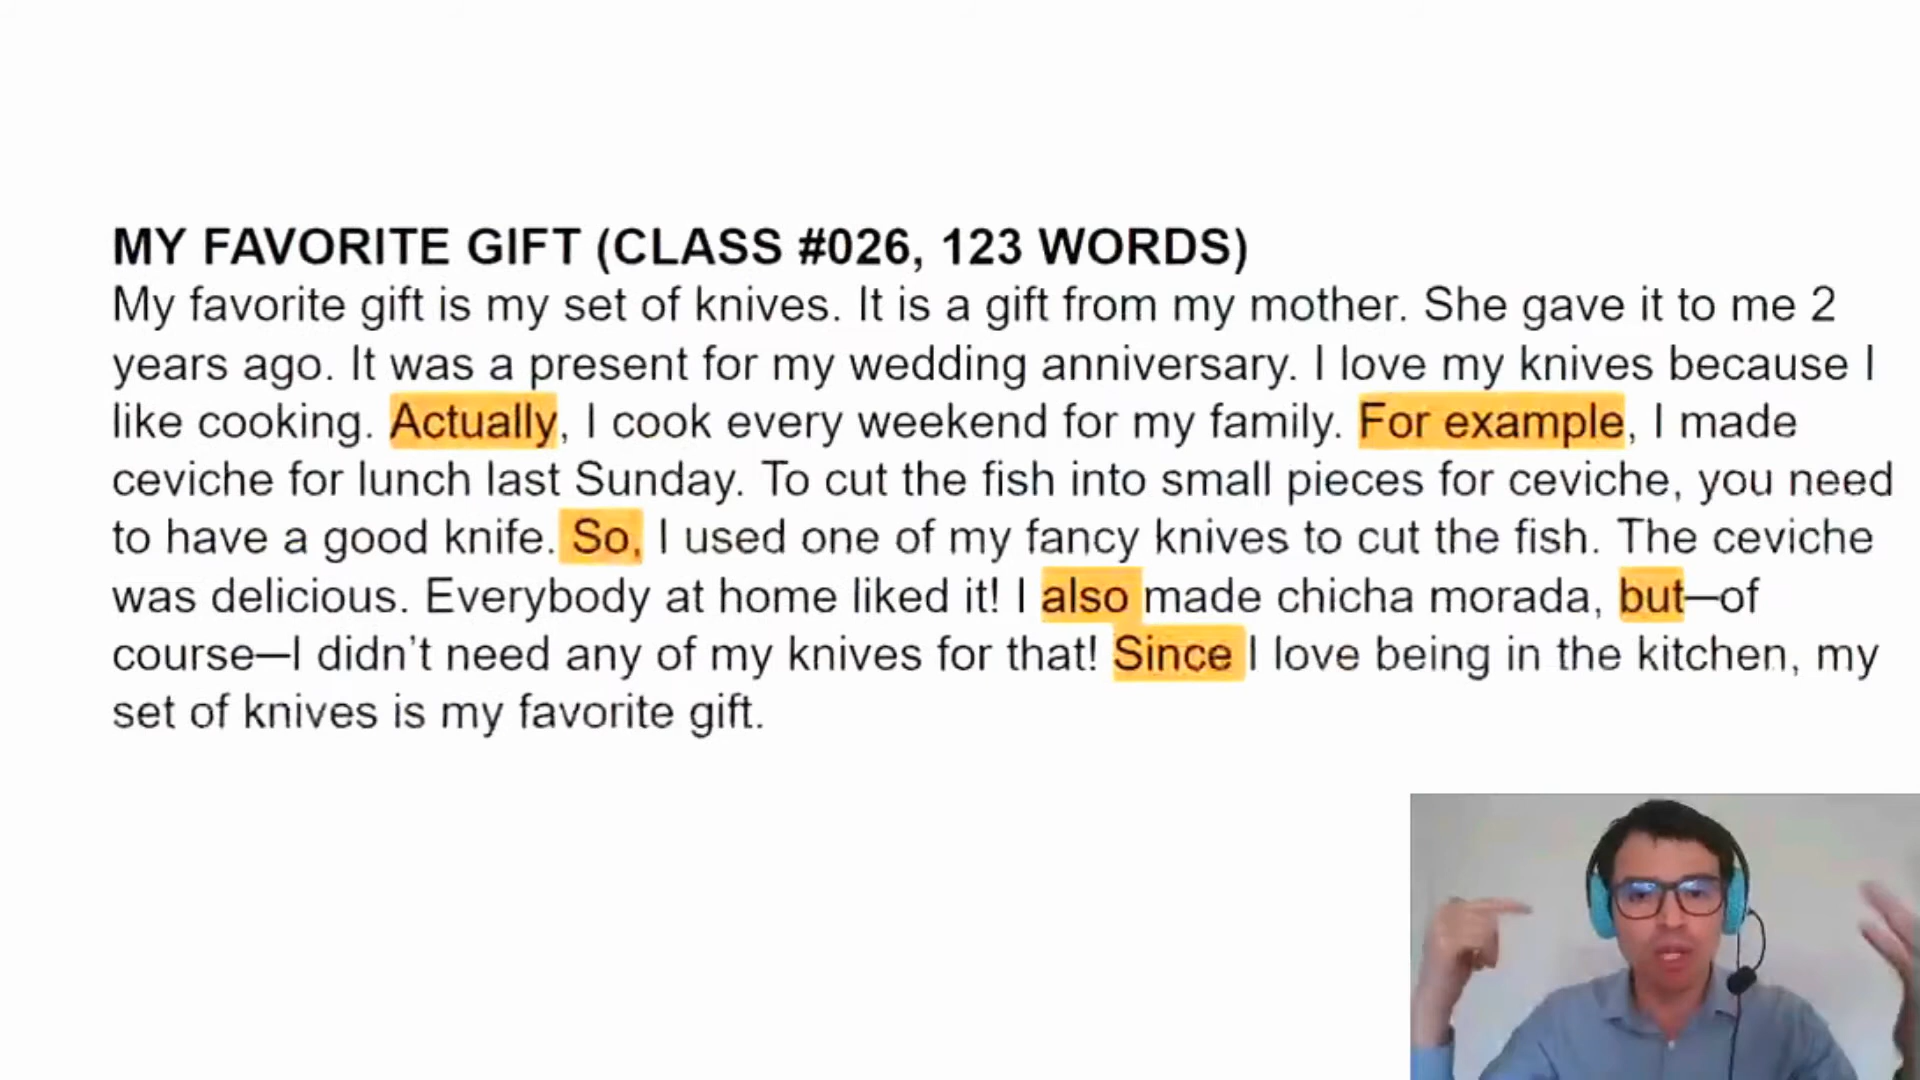 MY FAVORITE GIFT (CLASS #026, 123 WORDS)
My favorite gift is my set of knives. It is a gift from my mother. She gave it to me 2
years ago. It was a present for my wedding anniversary. I love my knives because I
like cooking. Actually, I cook every weekend for my family. For example, I made
ceviche for lunch last Sunday. To cut the fish into small pieces for ceviche, you need
to have a good knife. So, I used one of my fancy knives to cut the fish. The ceviche
was delicious. Everybody at home liked it! I also made chicha morada, but—of
course—I didn't need any of my knives for that! Since I love being in the kitchen, my
set of knives is my favorite gift.